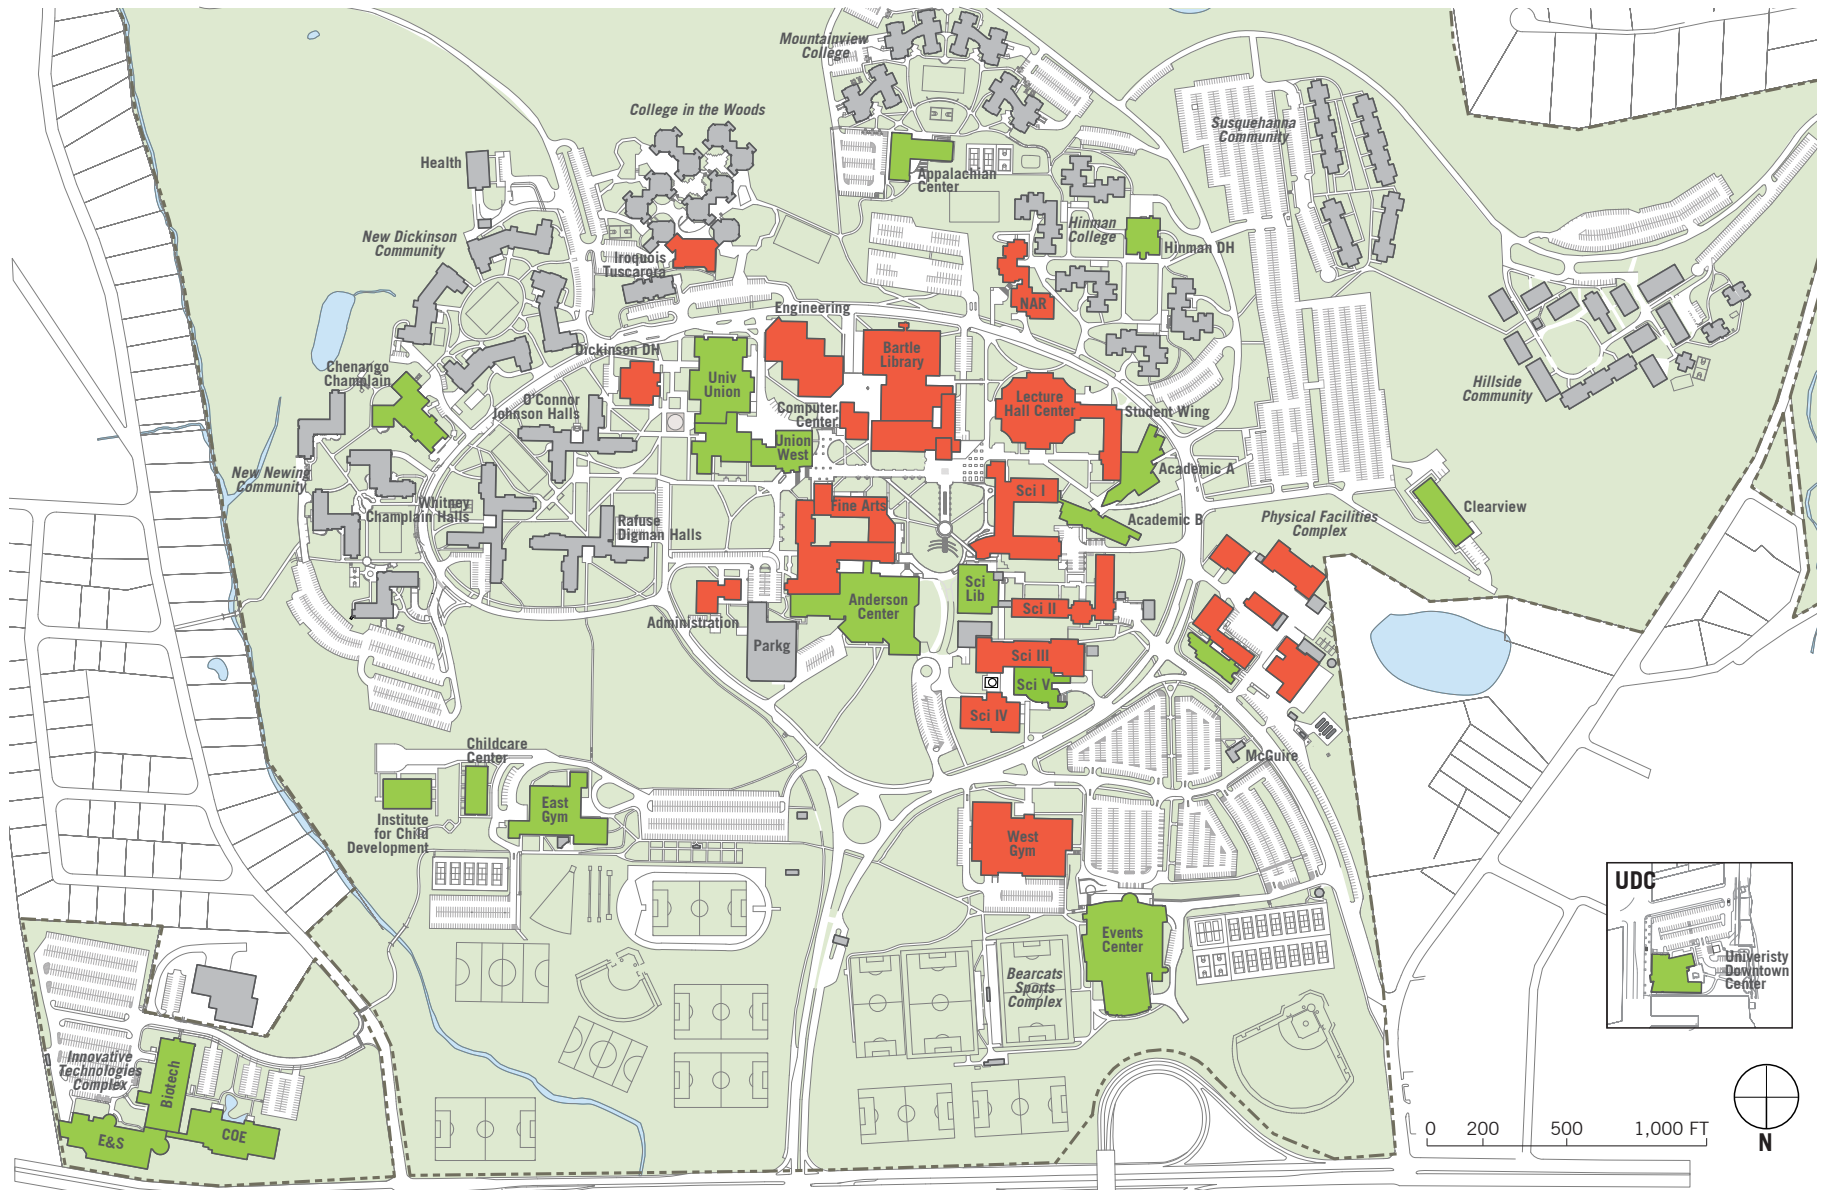 Mountainview
College
College in the Woods
Susquehanna
Community
Health
Appalachian
Center
New Dickinson
Community
Hinman
College
Hinman DH
Iroquois
Tuscarora
NAR
Engineering
Dickinson DH
Bartle
Library
Chenango
Champlain
Univ
Union
Hillside
Community
O'Connor
Johnson Halls
Computer
Center
Lecture
Hall Center
Student Wing
Union
West
New Newing
Community
Academic A
Whitney
Champlain Halls
Sci I
Fine Arts
Clearview
Rafuse
Digman Halls
Academic B
Physical Facilities
Complex
Sci
Lib
Anderson
Center
Sci II
Administration
Parkg
Sci III
Sci V
Sci IV
Childcare
Center
McGuire
East
Gym
Institute
for Child
Development
West
Gym
UDC
Events
Center
Bearcats
Sports
Complex
Univeristy
Downtown
Center
Innovative
Technologies
Complex
Biotech
E&S
COE
0 200 500 1,000 FT
N